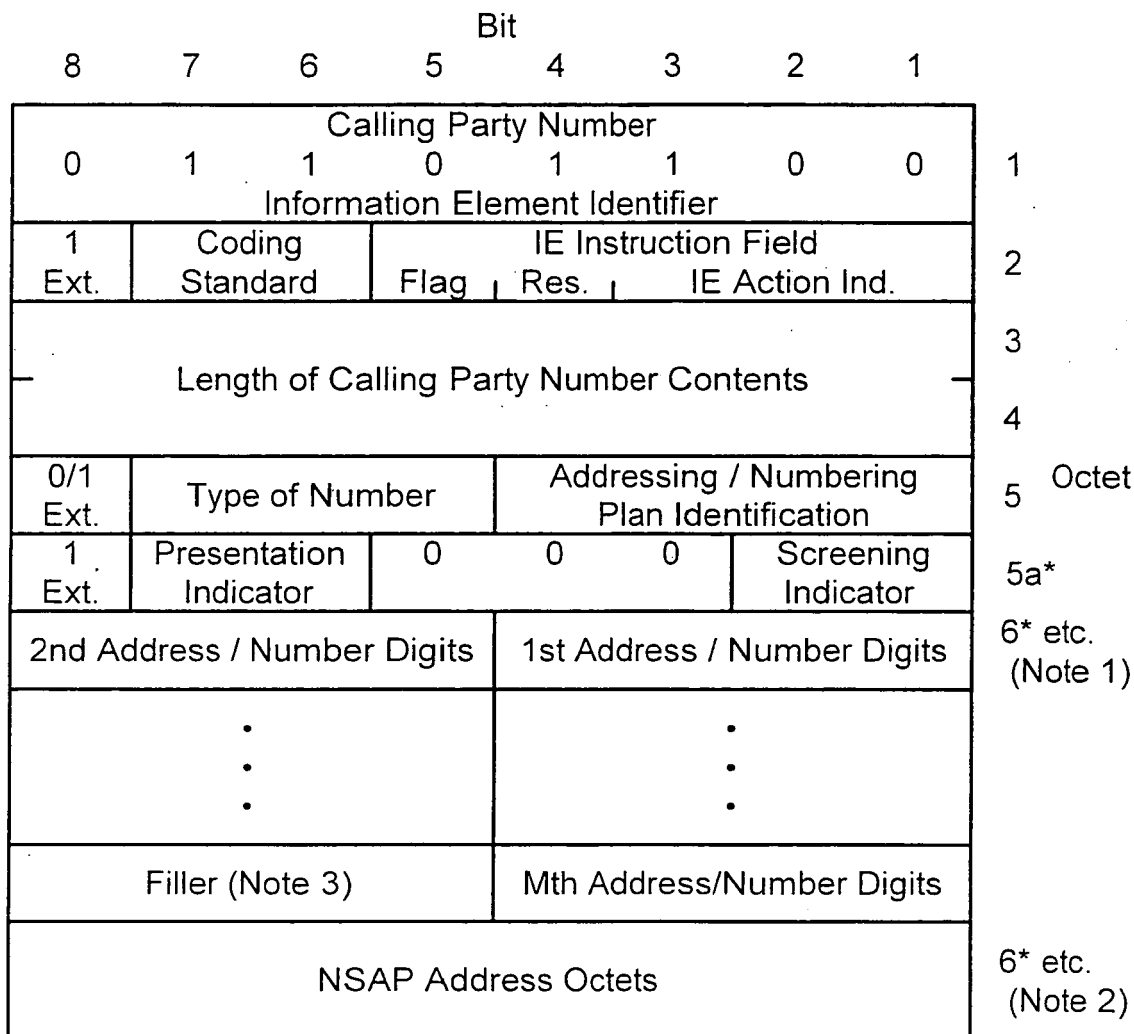 Bit
8 7 6 5 4 3 2 1
Calling Party Number
0 1 1 0 1 1 0 0 1
Information Element Identifier
1 Coding IE Instruction Field
Ext. Standard Flag Res. IE Action Ind. 2
3
Length of Calling Party Number Contents
4
0/1 Type of Number Addressing / Numbering
Ext. Plan Identification 5 Octet
1 Presentation 0 0 0 Screening
Ext. Indicator Indicator 5a*
2nd Address / Number Digits 1st Address / Number Digits 6* etc.
(Note 1)
Filler (Note 3) Mth Address/Number Digits
NSAP Address Octets 6* etc.
(Note 2)